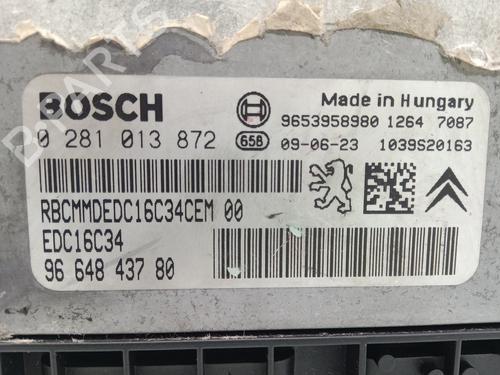 BOSCH
Made in Hungary
9653958980 1264 7087
0 281 013 872 658 09-06-23 1039S20163
RBCMMDEDC16C34CEM 00
EDC16C34
96 648 437 80
B-PARTS